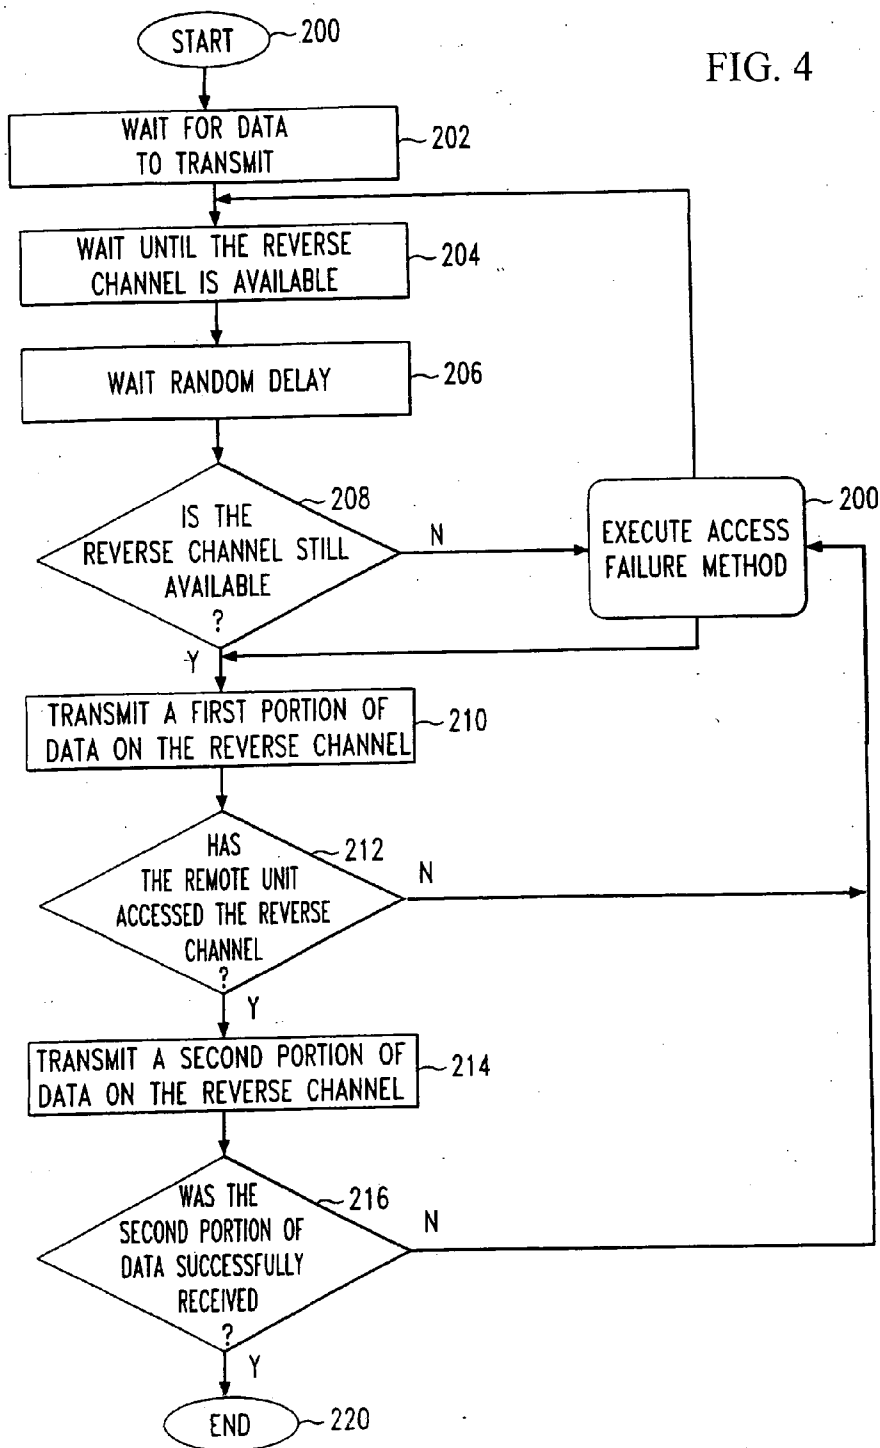 START
200
FIG. 4
WAIT FOR DATA
TO TRANSMIT
202
WAIT UNTIL THE REVERSE
CHANNEL IS AVAILABLE
204
WAIT RANDOM DELAY
206
IS THE
REVERSE CHANNEL STILL
AVAILABLE
?
208
N
EXECUTE ACCESS
FAILURE METHOD
200
Y
TRANSMIT A FIRST PORTION OF
DATA ON THE REVERSE CHANNEL
210
HAS
THE REMOTE UNIT
ACCESSED THE REVERSE
CHANNEL
?
212
N
Y
TRANSMIT A SECOND PORTION OF
DATA ON THE REVERSE CHANNEL
214
WAS THE
SECOND PORTION OF
DATA SUCCESSFULLY
RECEIVED
?
216
N
Y
END
220